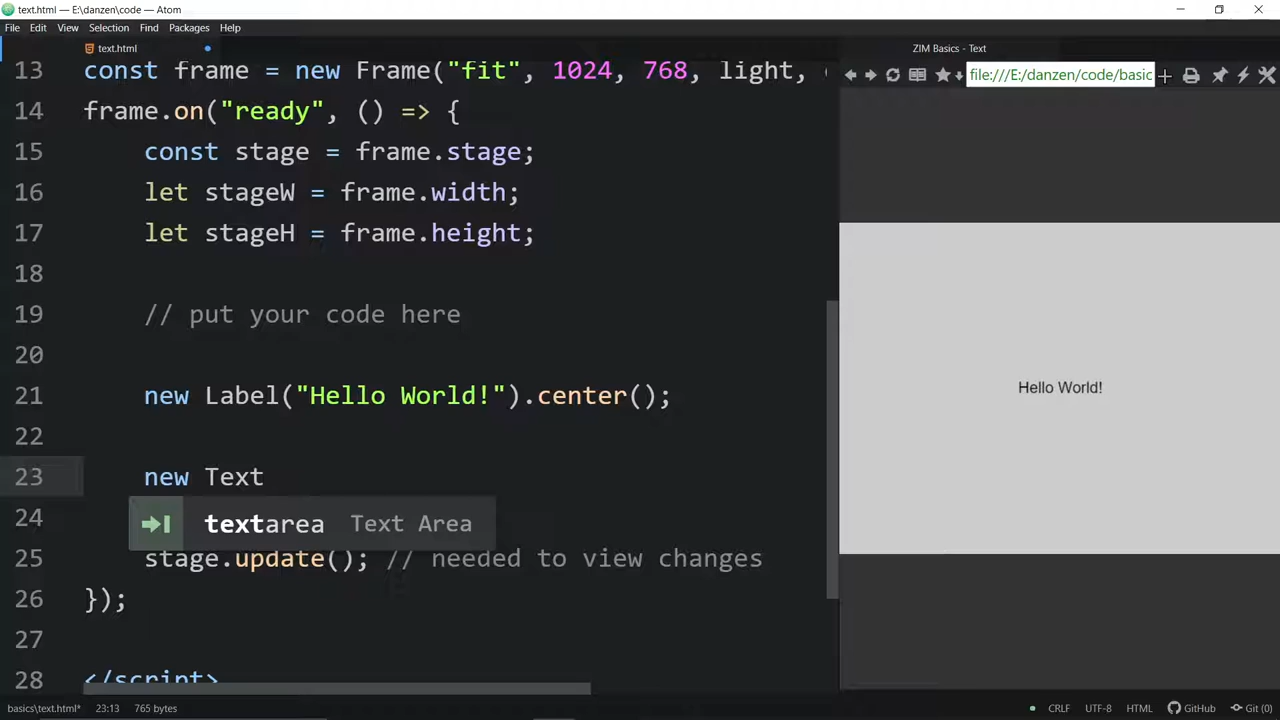 text.html — E:\danzen\code — Atom
File Edit View Selection Find Packages Help
text.html
ZIM Basics - Text
file:///E:/danzen/code/basic
13 const frame = new Frame("fit", 1024, 768, light,
14 frame.on("ready", () => {
15 const stage = frame.stage;
16 let stageW = frame.width;
17 let stageH = frame.height;
18
19 // put your code here
20
21 new Label("Hello World!").center();
22
23 new Text
textarea Text Area
24
25 stage.update(); // needed to view changes
26 });
27
28 </script>
Hello World!
basics\text.html* 23:13 765 bytes
CRLF UTF-8 HTML GitHub Git (0)